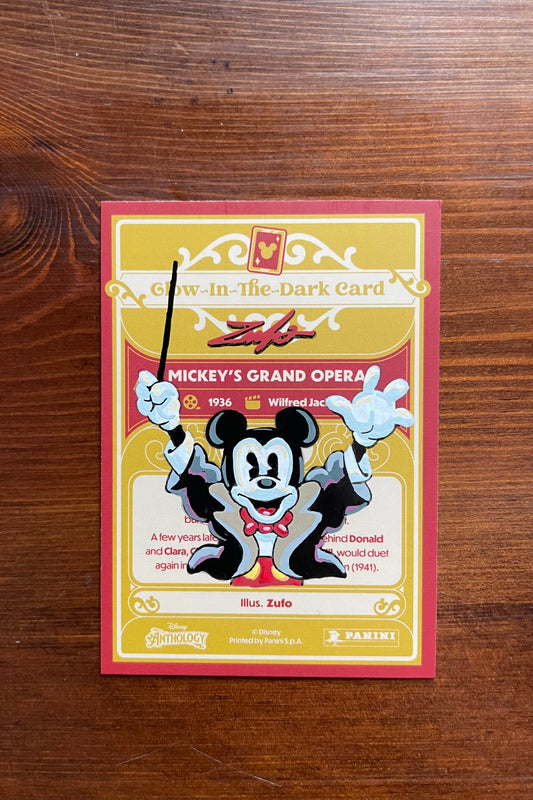 Glow-In-The-Dark Card
Zufo
MICKEY'S GRAND OPERA
1936 Wilfred Jac
A few years late behind Donald
and Clara, C would duet
again in (1941).
Illus. Zufo
Disney
ANTHOLOGY
© Disney
Printed by Panini S.p.A.
PANINI